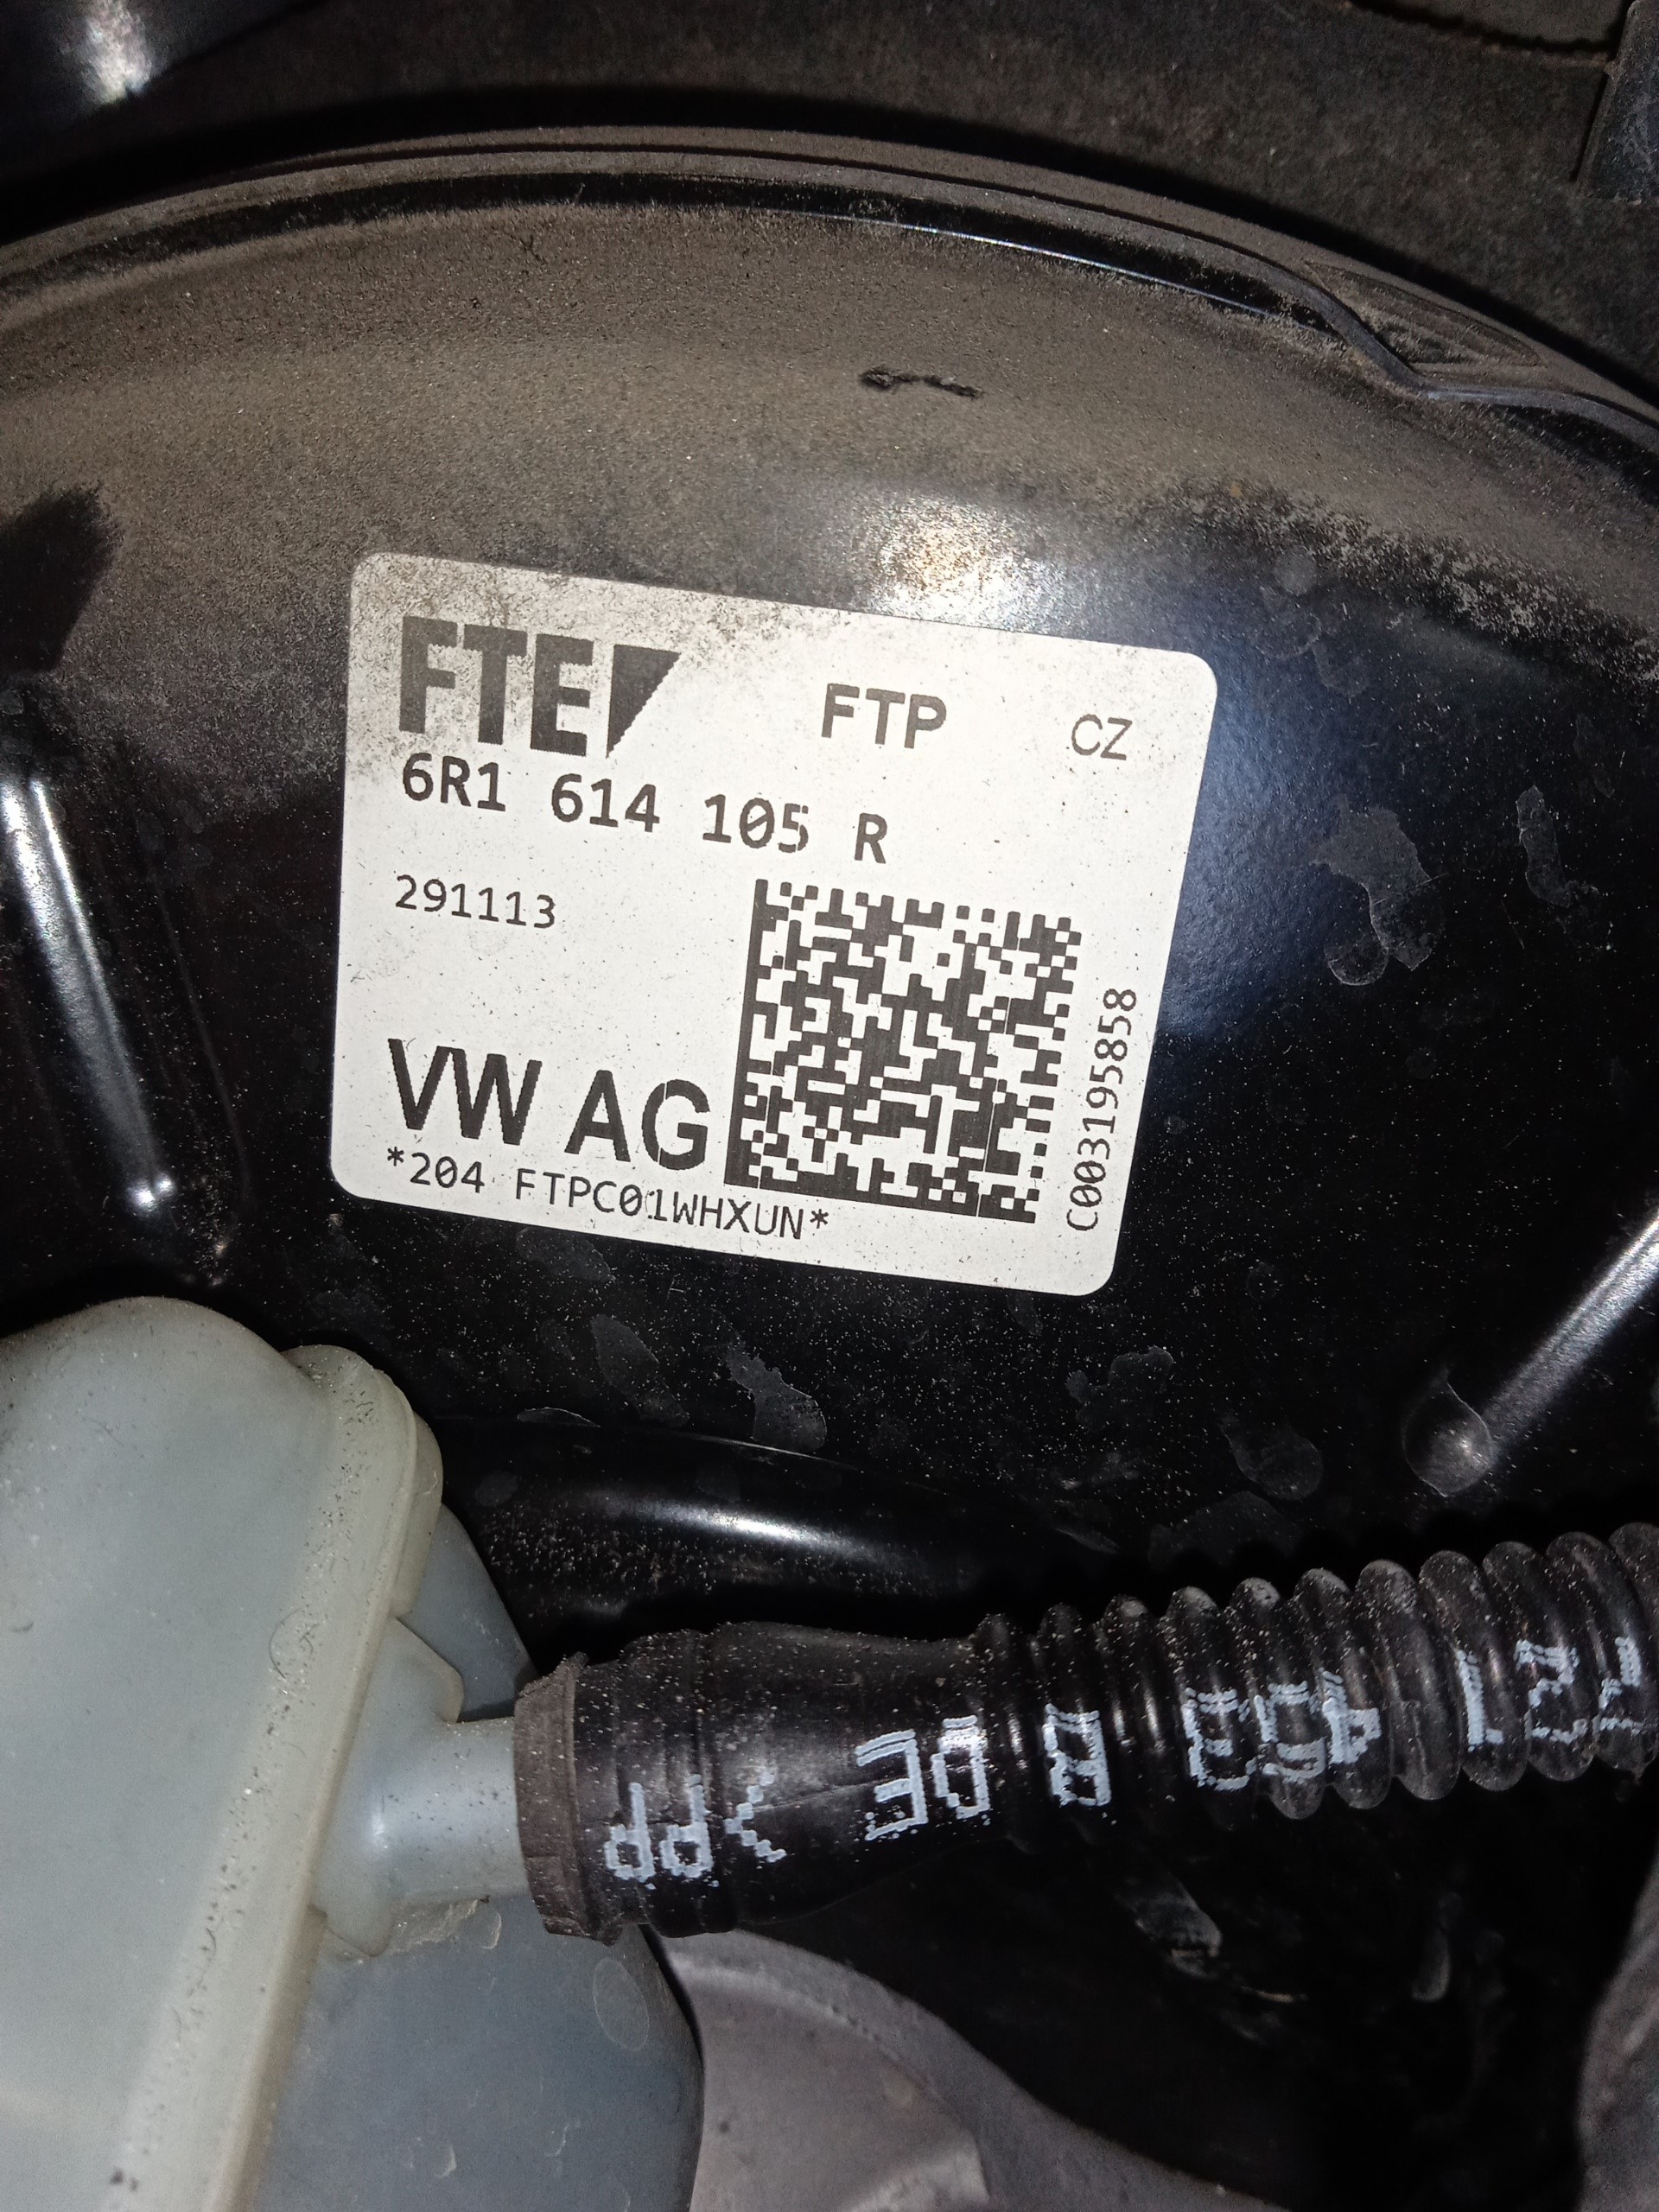 FTE FTP CZ
6R1 614 105 R
291113
VW AG
*204 FTPC01WHXUN*
C003195858